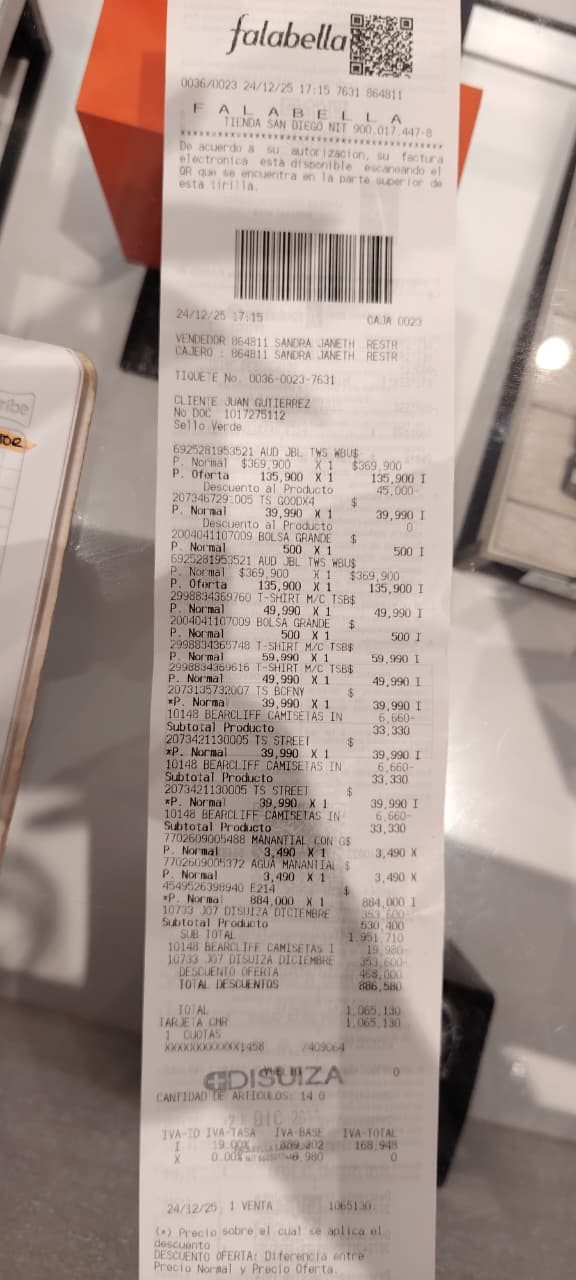 falabella
0036/0023 24/12/25 17:15 7631 864811
F A L A B E L L A
TIENDA SAN DIEGO NIT 900.017.447-8
****************************************
De acuerdo a su autorizacion, su factura
electronica esta disponible escaneando el
QR que se encuentra en la parte superior de
esta tirilla.
24/12/25 17:15 CAJA 0023
VENDEDOR 864811 SANDRA JANETH RESTR
CAJERO : 864811 SANDRA JANETH RESTR
TIQUETE No. 0036-0023-7631
CLIENTE JUAN GUTIERREZ
No DOC 1017275112
Sello Verde
6925281953521 AUD JBL TWS WBU$
P. Normal $369,900 X 1 $369,900
P. Oferta 135,900 X 1 135,900 I
Descuento al Producto 45,000-
207346729:005 TS GOODX4 $
P. Normal 39,990 X 1 39,990 I
Descuento al Producto 0
2004041107009 BOLSA GRANDE $
P. Normal 500 X 1 500 I
6925281953521 AUD JBL TWS WBU$
P. Normal $369,900 X 1 $369,900
P. Oferta 135,900 X 1 135,900 I
2998834369760 T-SHIRT M/C TSB$
P. Normal 49,990 X 1 49,990 I
2004041107009 BOLSA GRANDE $
P. Normal 500 X 1 500 I
2998834365748 T-SHIRT M/C TSB$
P. Normal 59,990 X 1 59,990 I
2998834369616 T-SHIRT M/C TSB$
P. Normal 49,990 X 1 49,990 I
2073135732007 TS BCFNY $
*P. Normal 39,990 X 1 39,990 I
10148 BEARCLIFF CAMISETAS IN 6,660-
Subtotal Producto 33,330
2073421130005 TS STREET $
*P. Normal 39,990 X 1 39,990 I
10148 BEARCLIFF CAMISETAS IN 6,660-
Subtotal Producto 33,330
2073421130005 TS STREET $
*P. Normal 39,990 X 1 39,990 I
10148 BEARCLIFF CAMISETAS IN 6,660-
Subtotal Producto 33,330
7702609005488 MANANTIAL CON G$
P. Normal 3,490 X 1 3,490 X
7702609005372 AGUA MANANTIAL $
P. Normal 3,490 X 1 3,490 X
4549526398940 E214 $
*P. Normal 884,000 X 1 884,000 I
10733 J07 DISUIZA DICIEMBRE 353,600-
Subtotal Producto 530,400
SUB TOTAL 1.951,710
10148 BEARCLIFF CAMISETAS I 19,980-
10733 J07 DISUIZA DICIEMBRE 353,600-
DESCUENTO OFERTA 468,000
TOTAL DESCUENTOS 886,580
TOTAL 1.065,130
TARJETA CMR 1.065,130
1 CUOTAS
XXXXXXXXXXXX1458 /409064
0
DISUIZA
CANTIDAD DE ARTICULOS: 14 0
DIC
IVA-ID IVA-TASA IVA-BASE IVA-TOTAL
I 19.00% 889,202 168,948
X 0.00% 6,980 0
24/12/25 1 VENTA 1065130
(*) Precio sobre el cual se aplica el
descuento
DESCUENTO OFERTA: Diferencia entre
Precio Normal y Precio Oferta.